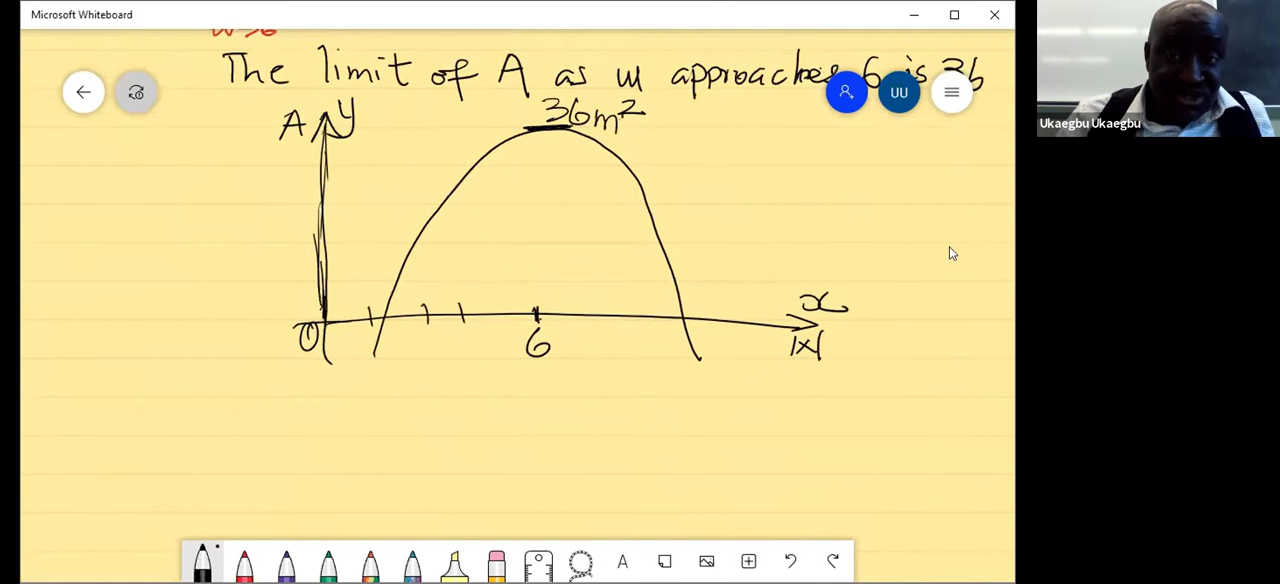 Microsoft Whiteboard
The limit of A as w approaches 6 is 36
UU
Ukaegbu Ukaegbu
A y
36m²
x
0
6
W
A